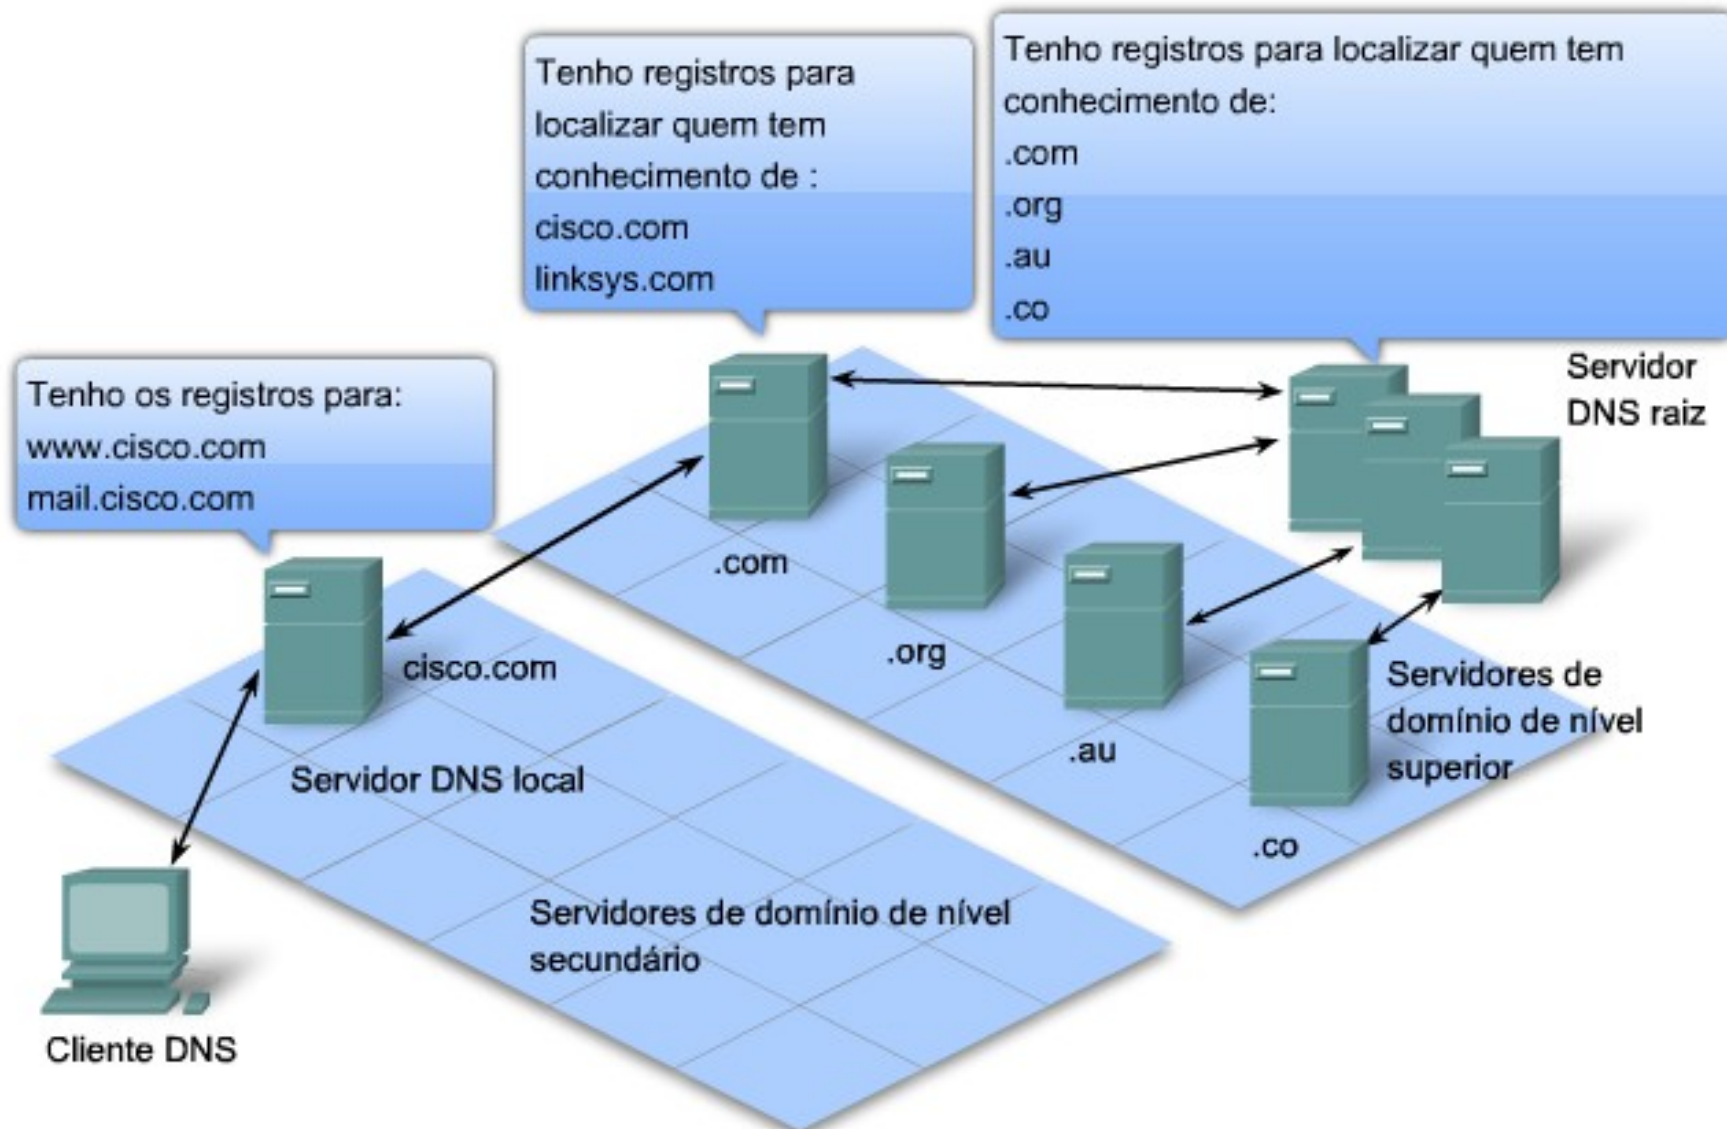 Tenho registros para
localizar quem tem
conhecimento de :
cisco.com
linksys.com
Tenho registros para localizar quem tem
conhecimento de:
.com
.org
.au
.co
Tenho os registros para:
www.cisco.com
mail.cisco.com
Servidor
DNS raiz
.com
.org
.au
.co
Servidores de
domínio de nível
superior
cisco.com
Servidor DNS local
Servidores de domínio de nível
secundário
Cliente DNS